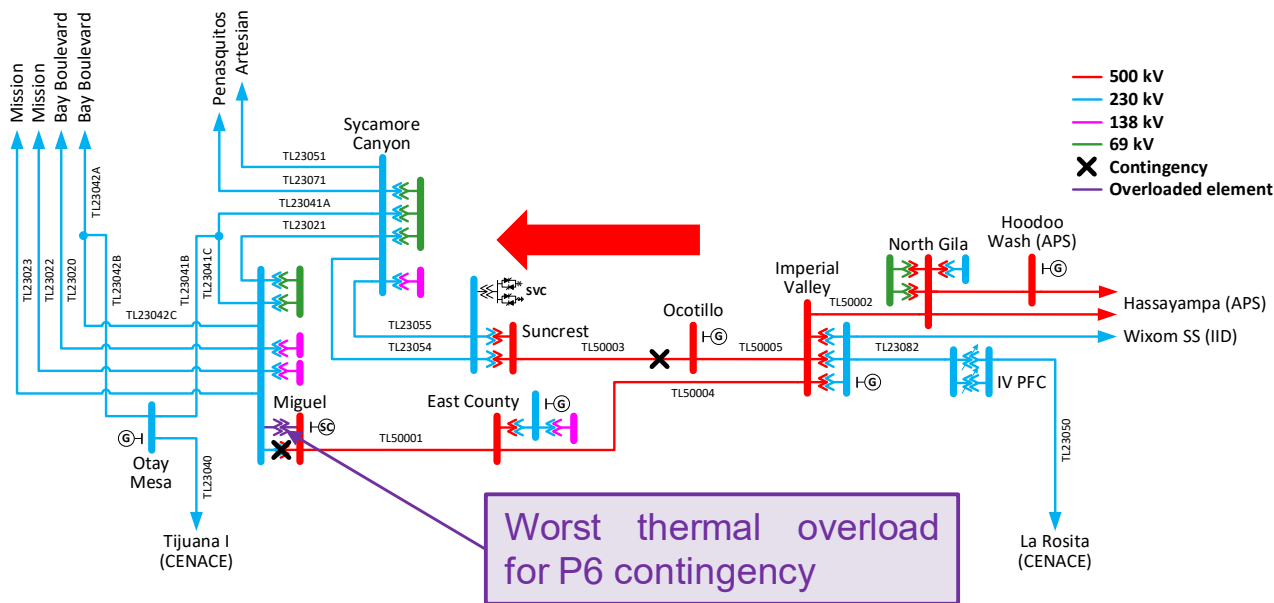 Mission
Mission
Bay Boulevard
Bay Boulevard
Penasquitos
Artesian
Sycamore
Canyon
500 kV
230 kV
138 kV
69 kV
Contingency
Overloaded element
TL23042A
TL23051
TL23071
TL23041A
TL23021
TL23023
TL23022
TL23020
TL23042B
TL23041B
TL23041C
TL23042C
SVC
TL23055
TL23054
Suncrest
TL50003
Ocotillo
G
TL50005
Imperial
Valley
TL50002
North Gila
Hoodoo
Wash (APS)
G
Hassayampa (APS)
Wixom SS (IID)
TL23082
G
IV PFC
TL50004
TL23050
Miguel
SC
East County
G
TL50001
G
Otay
Mesa
TL23040
Tijuana I
(CENACE)
La Rosita
(CENACE)
Worst thermal overload
for P6 contingency